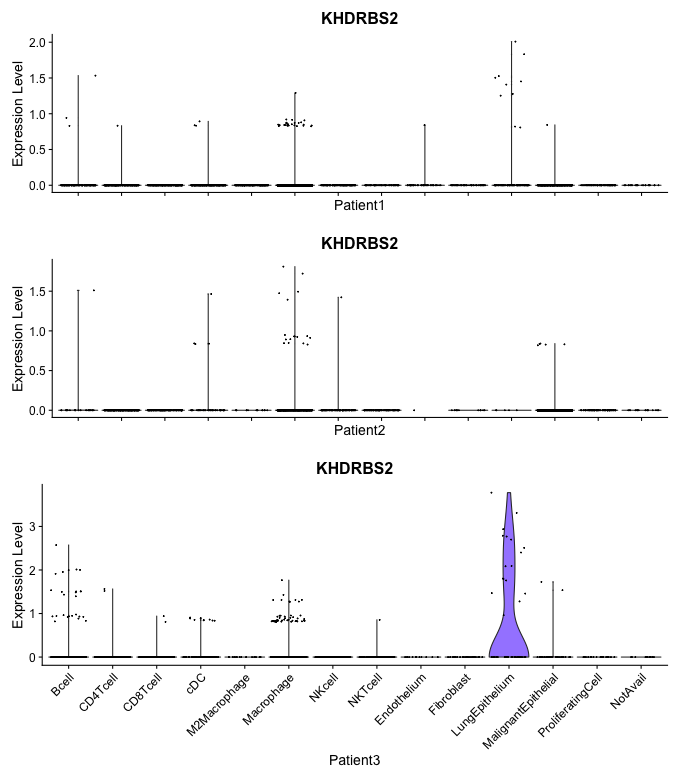 KHDRBS2
Expression Level
2.0
1.5
1.0
0.5
0.0
Patient1
KHDRBS2
Expression Level
1.5
1.0
0.5
0.0
Patient2
KHDRBS2
Expression Level
3
2
1
0
Bcell
CD4Tcell
CD8Tcell
cDC
M2Macrophage
Macrophage
NKcell
NKTcell
Endothelium
Fibroblast
LungEpithelium
MalignantEpithelial
ProliferatingCell
NotAvail
Patient3